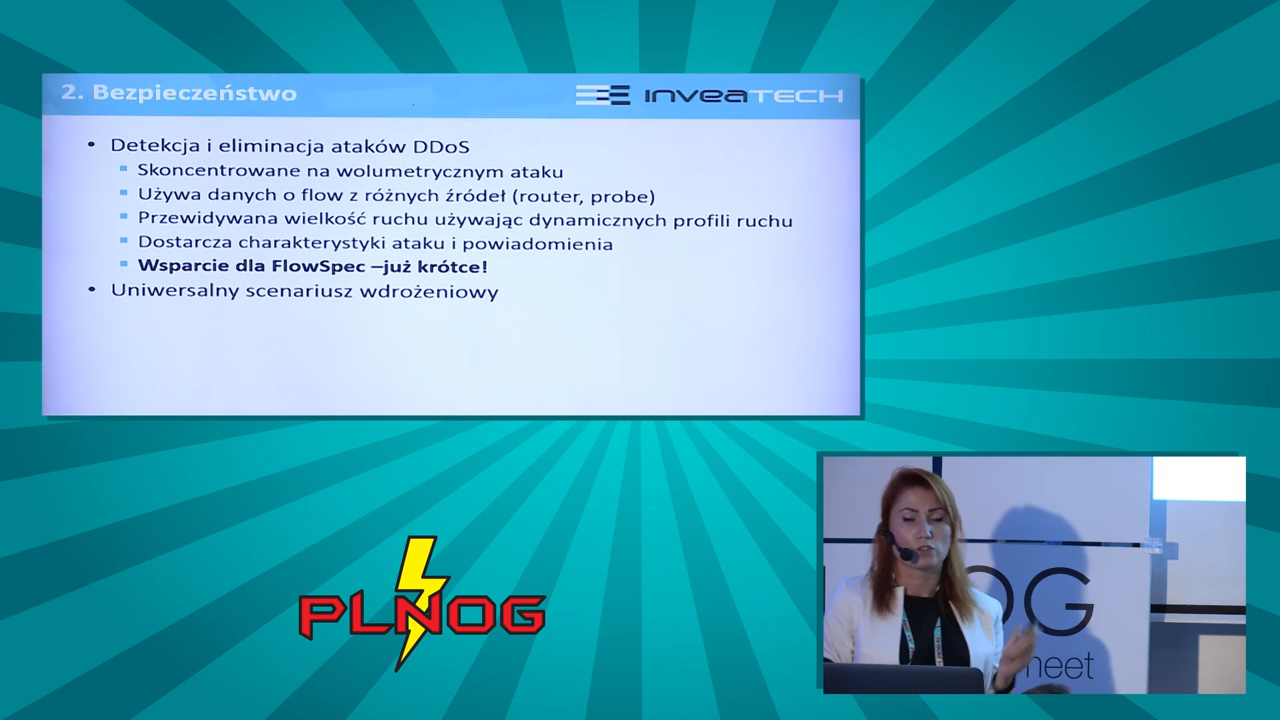 2. Bezpieczeństwo
INVEATECH
• Detekcja i eliminacja ataków DDoS
Skoncentrowane na wolumetrycznym ataku
Używa danych o flow z różnych źródeł (router, probe)
Przewidywana wielkość ruchu używając dynamicznych profili ruchu
Dostarcza charakterystyki ataku i powiadomienia
Wsparcie dla FlowSpec –już krótce!
• Uniwersalny scenariusz wdrożeniowy
PLNOG
OG
meet